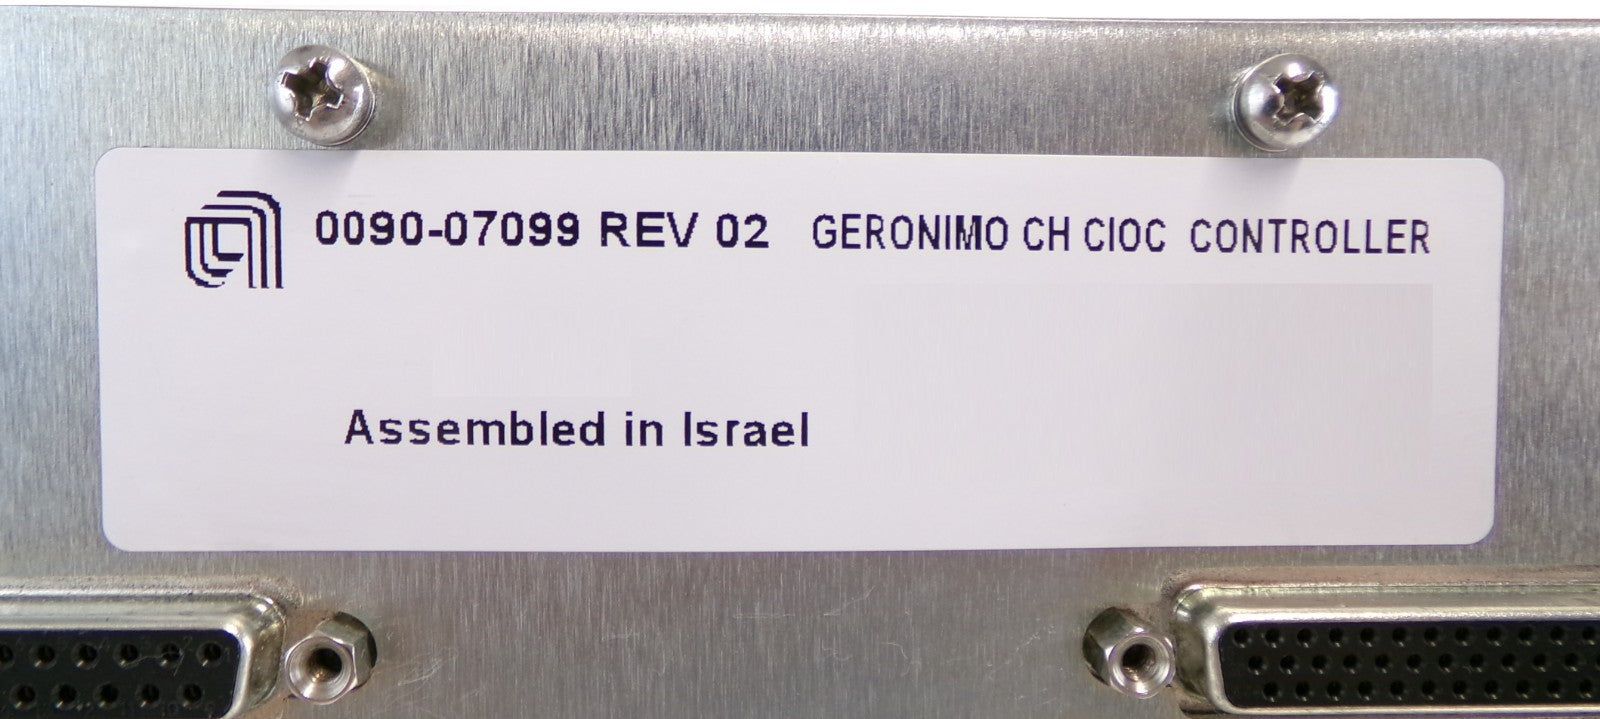 0090-07099 REV 02 GERONIMO CH CIOC CONTROLLER
Assembled in Israel